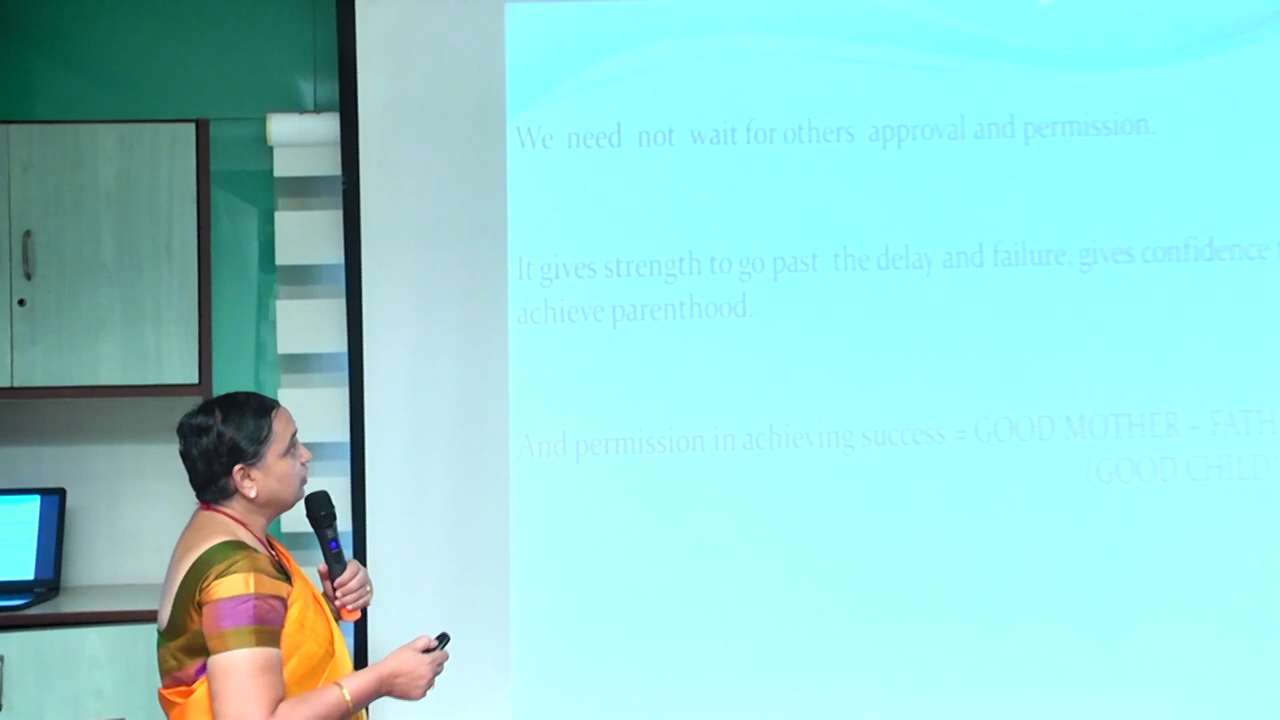 We need not wait for others approval and permission.
It gives strength to go past the delay and failure, gives confidence
achieve parenthood.
And permission in achieving success = GOOD MOTHER - FATH
(GOOD CHILD